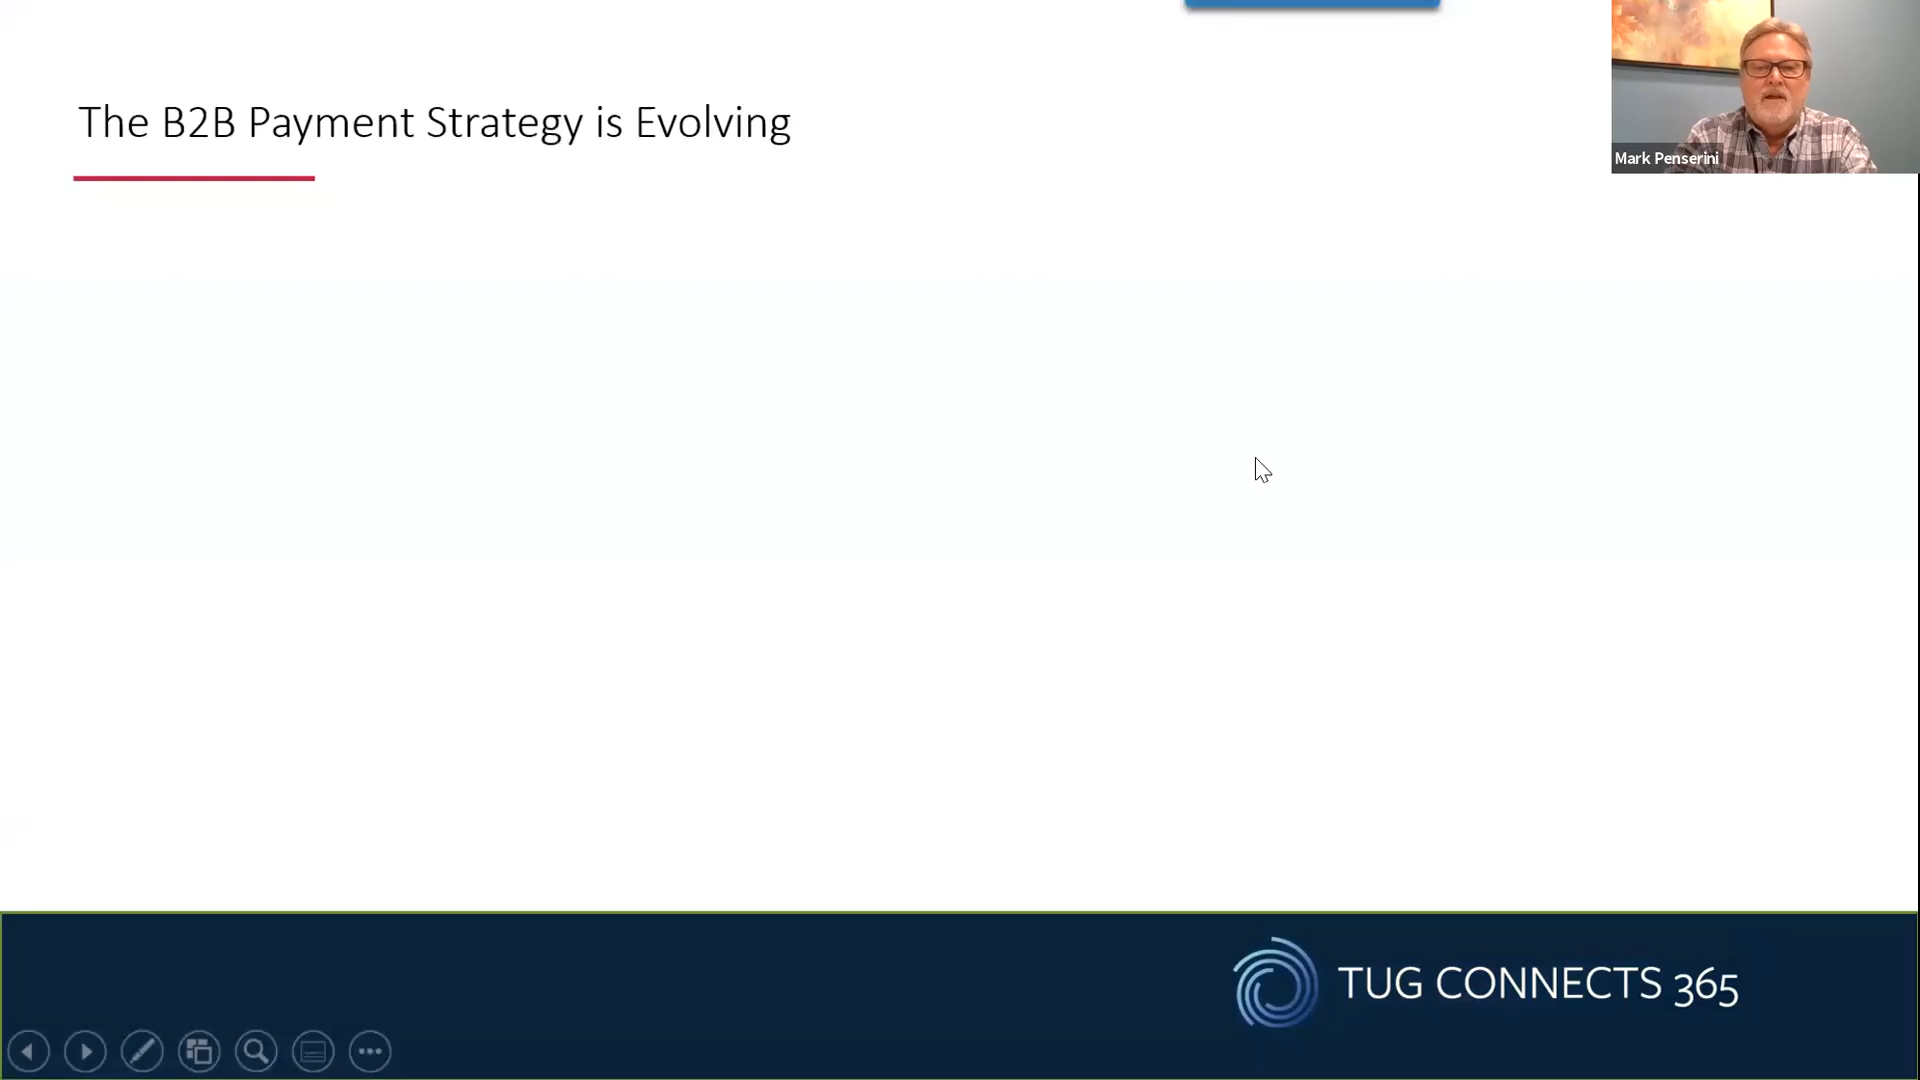 The B2B Payment Strategy is Evolving
Mark Penserini
TUG CONNECTS 365